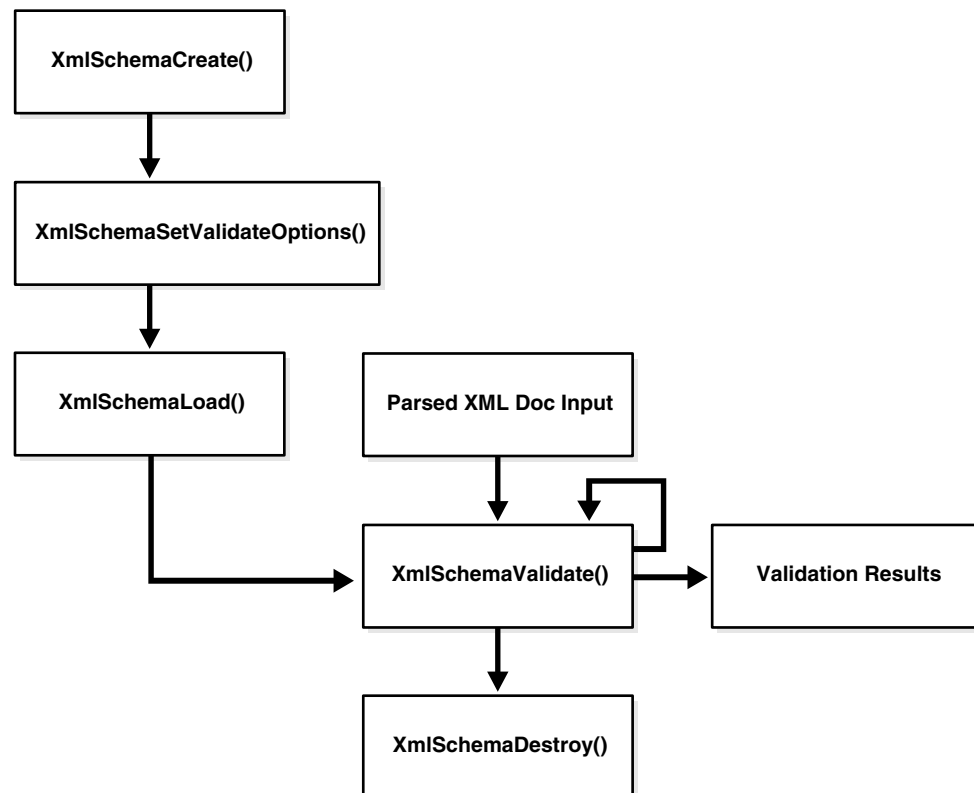 XmlSchemaCreate()
XmlSchemaSetValidateOptions()
XmlSchemaLoad()
Parsed XML Doc Input
XmlSchemaValidate()
Validation Results
XmlSchemaDestroy()